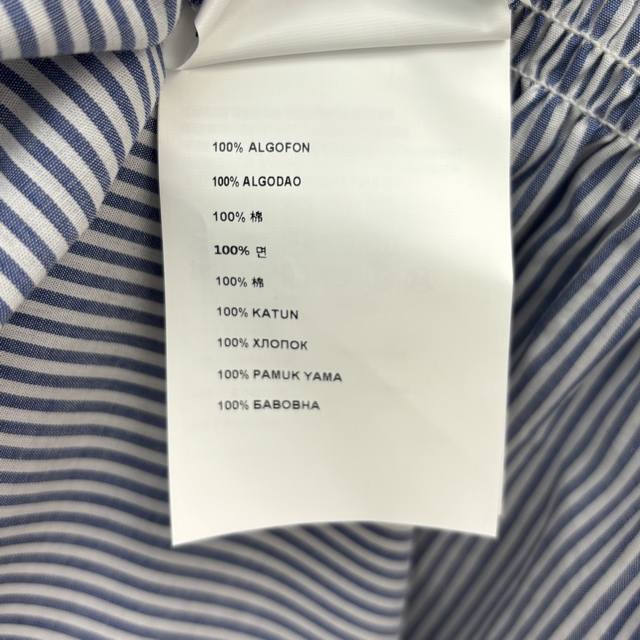 100% ALGOFON
100% ALGODAO
100% 棉
100% 면
100% 棉
100% KATUN
100% ХЛОПОК
100% PAMUK YAMA
100% БАВОВНА